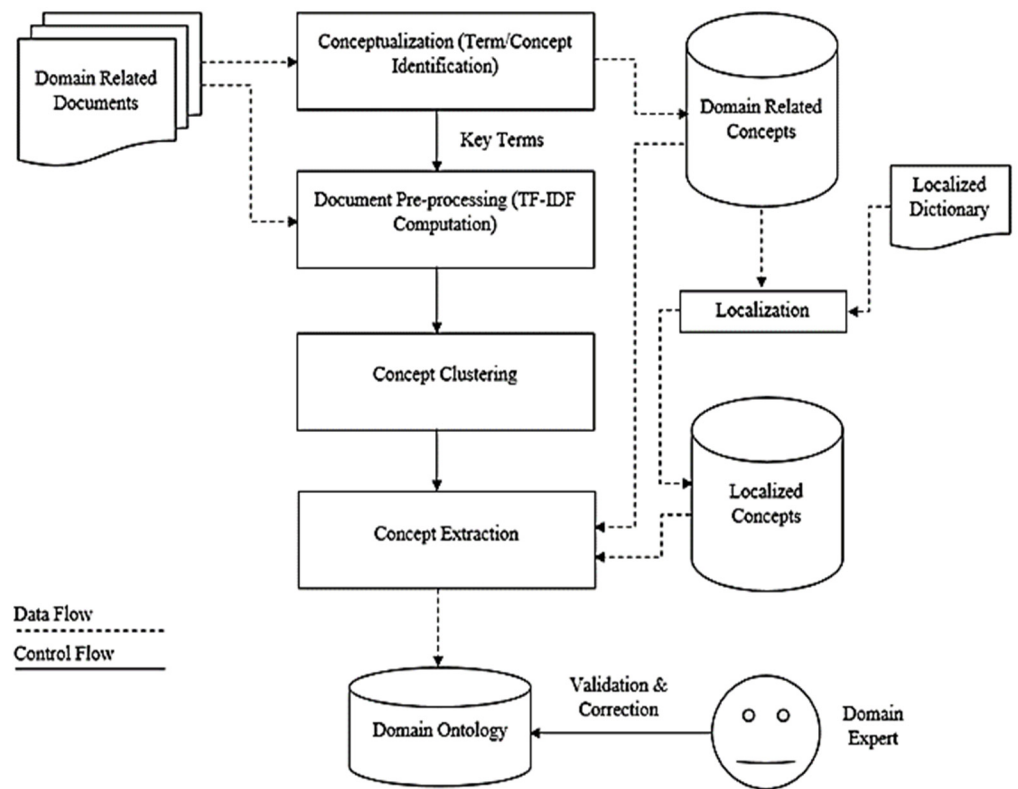 Domain Related
Documents
Conceptualization (Term/Concept
Identification)
Domain Related
Concepts
Key Terms
Document Pre-processing (TF-IDF
Computation)
Localized
Dictionary
Localization
Concept Clustering
Localized
Concepts
Concept Extraction
Data Flow
Control Flow
Domain Ontology
Validation &
Correction
Domain
Expert